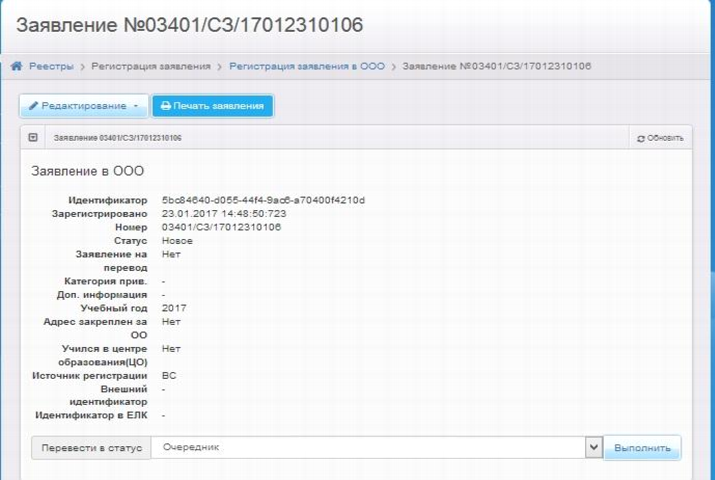 Заявление №03401/СЗ/17012310106
Реестры > Регистрация заявления > Регистрация заявления в ООО > Заявление №03401/СЗ/17012310106
Редактирование Печать заявления
Заявление 03401/СЗ/17012310106 Обновить
Заявление в ООО
Идентификатор 5bc84640-d055-44f4-9ac6-a70400f4210d
Зарегистрировано 23.01.2017 14:48:50:723
Номер 03401/СЗ/17012310106
Статус Новое
Заявление на Нет
перевод
Категория прив. -
Доп. информация -
Учебный год 2017
Адрес закреплен за Нет
ОО
Учился в центре Нет
образования(ЦО)
Источник регистрации ВС
Внешний -
идентификатор
Идентификатор в ЕЛК -
Перевести в статус Очередник Выполнить